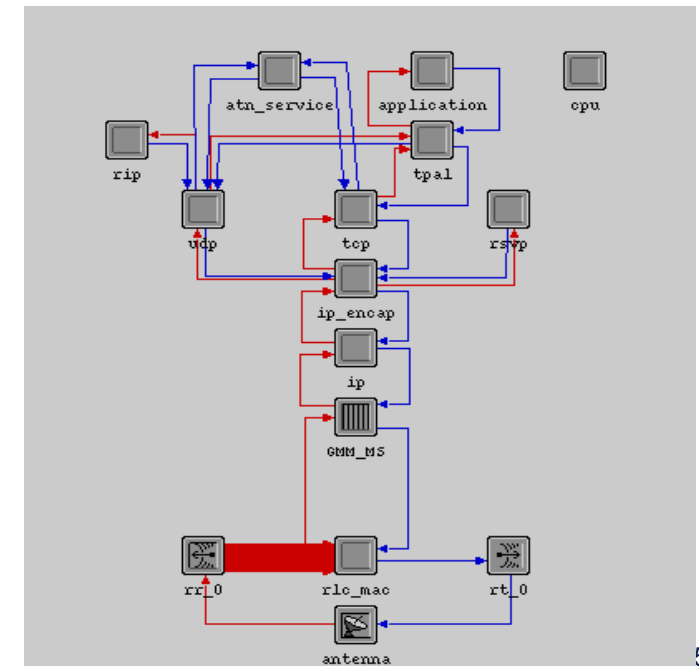 atn_service
application
cpu
rip
tpal
udp
tcp
rsvp
ip_encap
ip
GMM_MS
rr_0
rlc_mac
rt_0
antenna